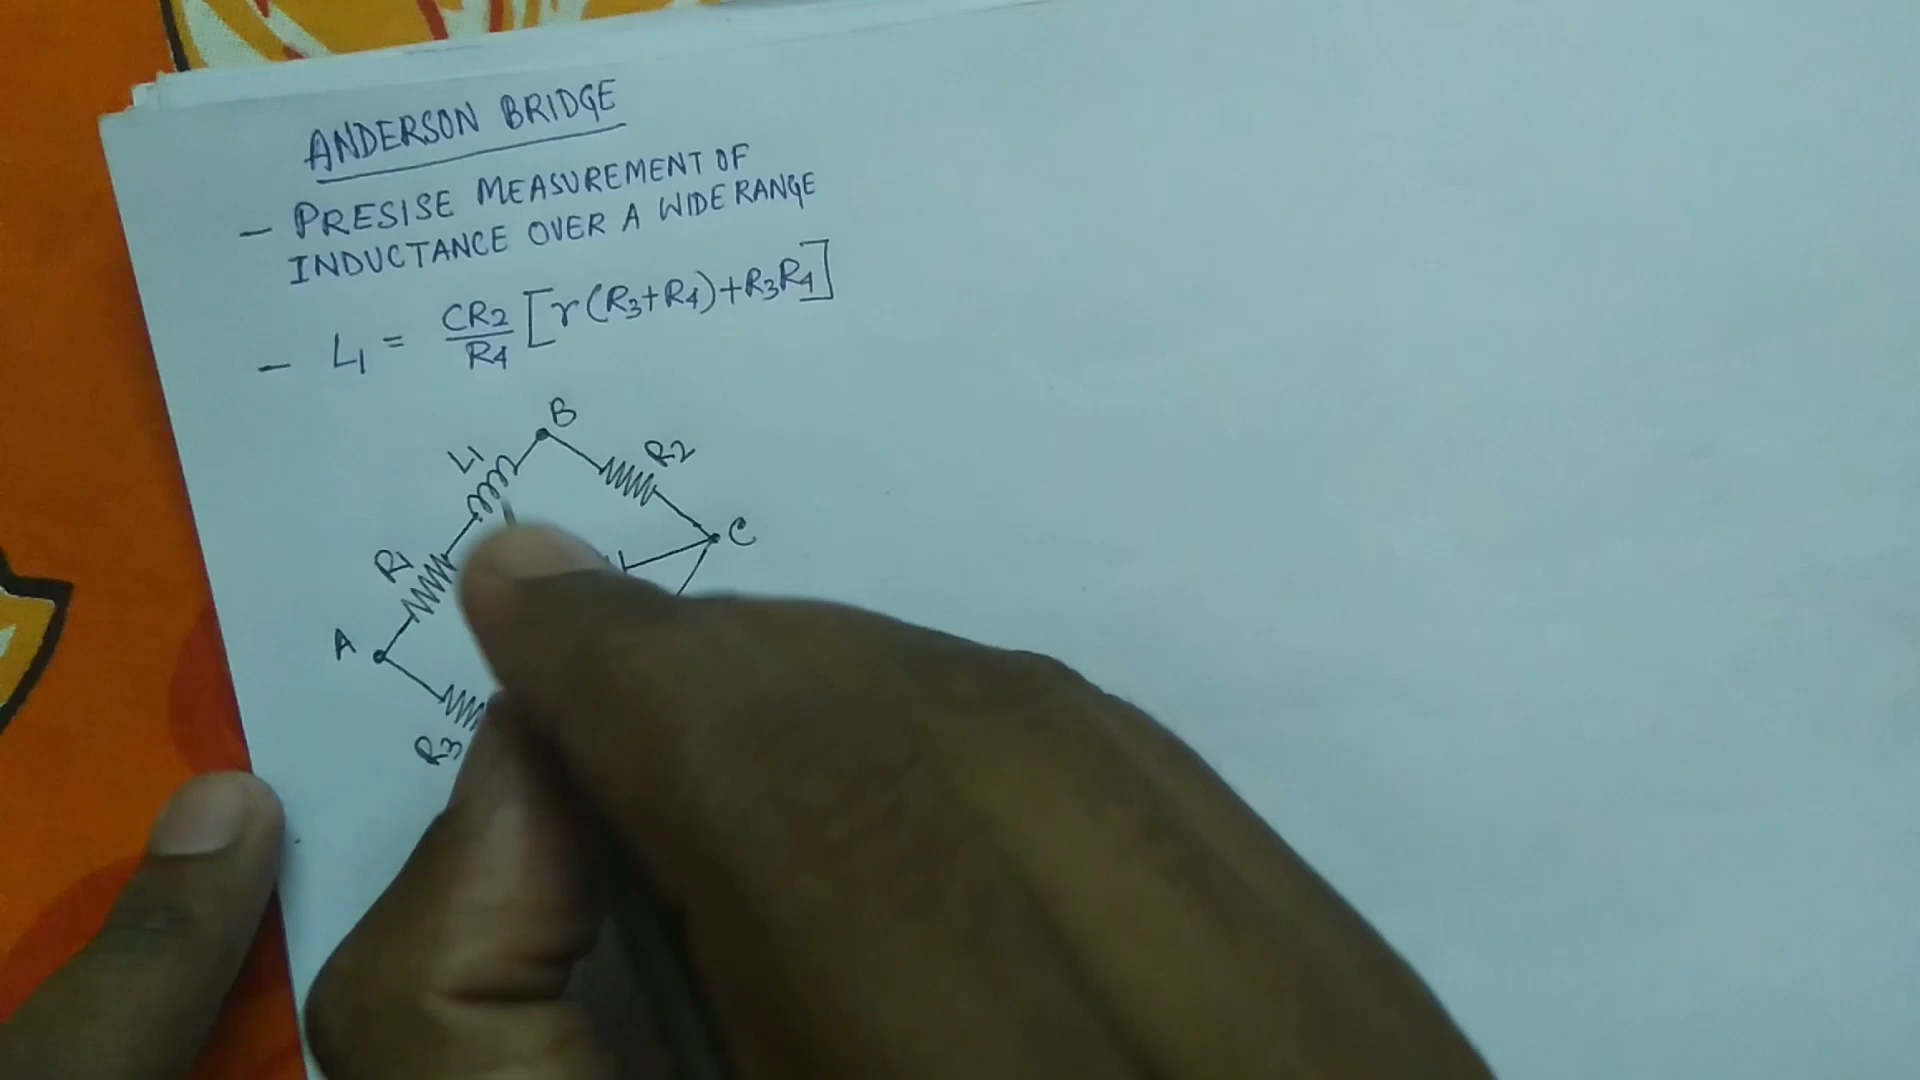 ANDERSON BRIDGE
- PRESISE MEASUREMENT OF
INDUCTANCE OVER A WIDE RANGE
- L1 = CR2/R4 [r(R3+R4)+R3R4]
B
L1
R2
C
R1
A
R3